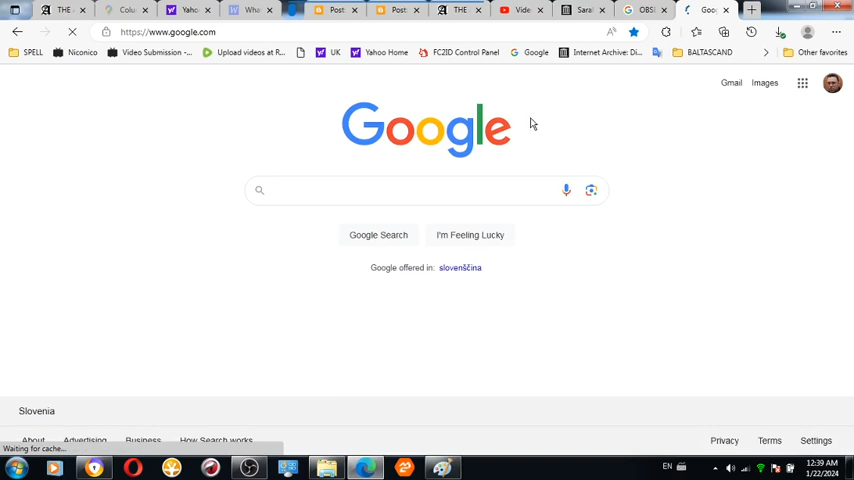 THE
Colu
Yaho
Wha
Post
Post
THE
Vide
Saral
OBSI
Goo
https://www.google.com
SPELL
Niconico
Video Submission -...
Upload videos at R...
UK
Yahoo Home
FC2ID Control Panel
Google
Internet Archive: Di...
BALTASCAND
Other favorites
Gmail
Images
Google
Google Search
I'm Feeling Lucky
Google offered in: slovenščina
Slovenia
About
Advertising
Business
How Search works
Privacy
Terms
Settings
Waiting for cache...
EN
12:39 AM
1/22/2024